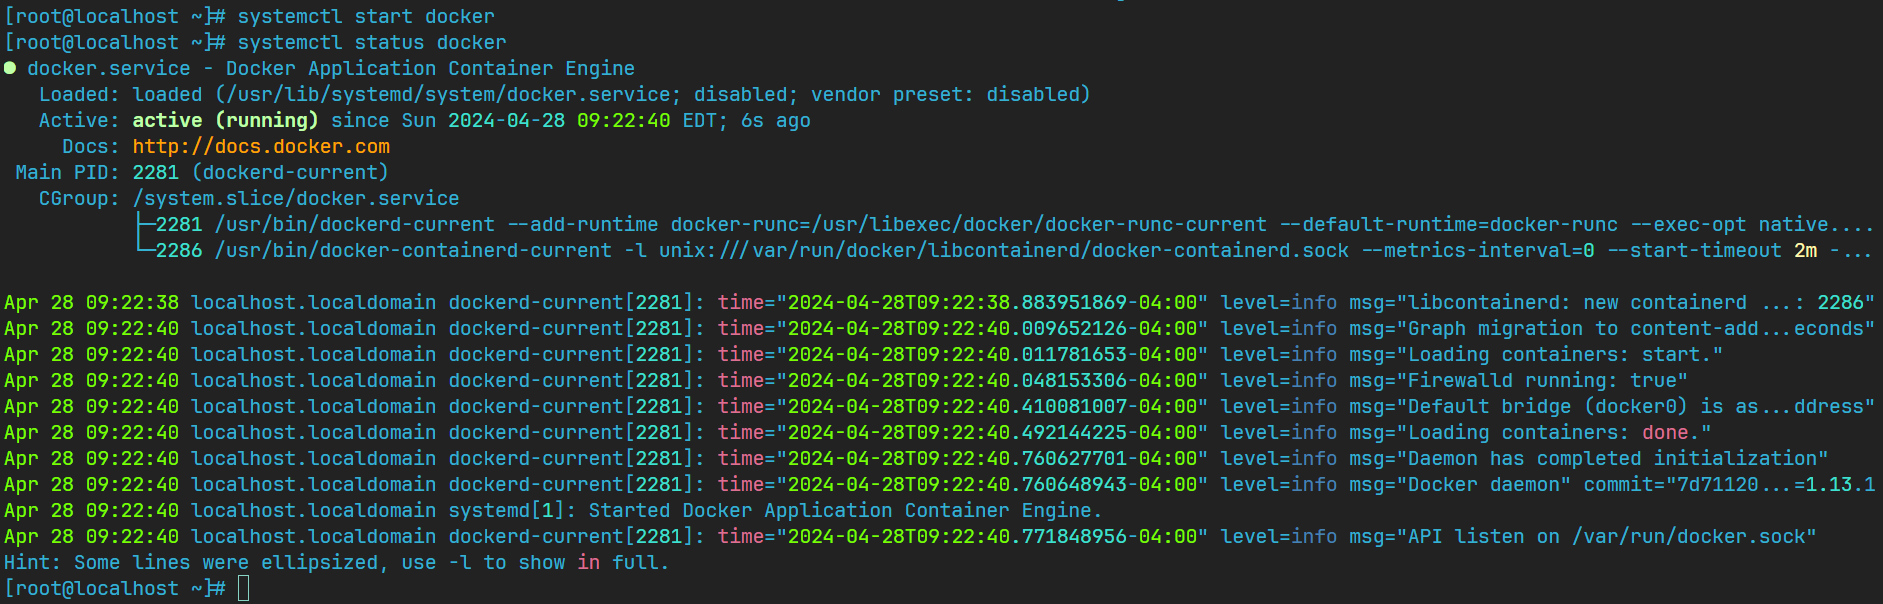 [root@localhost ~]# systemctl start docker
[root@localhost ~]# systemctl status docker
● docker.service - Docker Application Container Engine
   Loaded: loaded (/usr/lib/systemd/system/docker.service; disabled; vendor preset: disabled)
   Active: active (running) since Sun 2024-04-28 09:22:40 EDT; 6s ago
     Docs: http://docs.docker.com
 Main PID: 2281 (dockerd-current)
   CGroup: /system.slice/docker.service
           ├─2281 /usr/bin/dockerd-current --add-runtime docker-runc=/usr/libexec/docker/docker-runc-current --default-runtime=docker-runc --exec-opt native....
           └─2286 /usr/bin/docker-containerd-current -l unix:///var/run/docker/libcontainerd/docker-containerd.sock --metrics-interval=0 --start-timeout 2m -...

Apr 28 09:22:38 localhost.localdomain dockerd-current[2281]: time="2024-04-28T09:22:38.883951869-04:00" level=info msg="libcontainerd: new containerd ...: 2286"
Apr 28 09:22:40 localhost.localdomain dockerd-current[2281]: time="2024-04-28T09:22:40.009652126-04:00" level=info msg="Graph migration to content-add...econds"
Apr 28 09:22:40 localhost.localdomain dockerd-current[2281]: time="2024-04-28T09:22:40.011781653-04:00" level=info msg="Loading containers: start."
Apr 28 09:22:40 localhost.localdomain dockerd-current[2281]: time="2024-04-28T09:22:40.048153306-04:00" level=info msg="Firewalld running: true"
Apr 28 09:22:40 localhost.localdomain dockerd-current[2281]: time="2024-04-28T09:22:40.410081007-04:00" level=info msg="Default bridge (docker0) is as...ddress"
Apr 28 09:22:40 localhost.localdomain dockerd-current[2281]: time="2024-04-28T09:22:40.492144225-04:00" level=info msg="Loading containers: done."
Apr 28 09:22:40 localhost.localdomain dockerd-current[2281]: time="2024-04-28T09:22:40.760627701-04:00" level=info msg="Daemon has completed initialization"
Apr 28 09:22:40 localhost.localdomain dockerd-current[2281]: time="2024-04-28T09:22:40.760648943-04:00" level=info msg="Docker daemon" commit="7d71120...=1.13.1
Apr 28 09:22:40 localhost.localdomain systemd[1]: Started Docker Application Container Engine.
Apr 28 09:22:40 localhost.localdomain dockerd-current[2281]: time="2024-04-28T09:22:40.771848956-04:00" level=info msg="API listen on /var/run/docker.sock"
Hint: Some lines were ellipsized, use -l to show in full.
[root@localhost ~]#